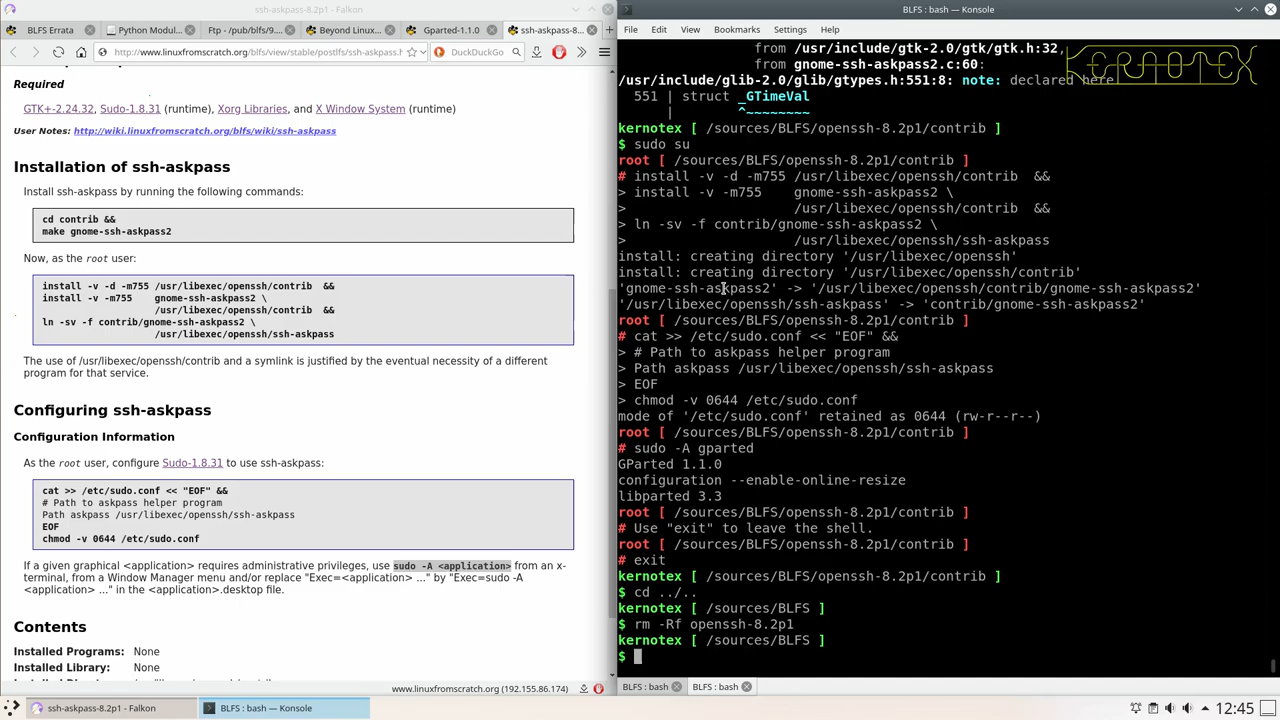 ssh-askpass-8.2p1 - Falkon
BLFS Errata
Python Modul...
Ftp - /pub/blfs/9....
Beyond Linux...
Gparted-1.1.0
ssh-askpass-8...
http://www.linuxfromscratch.org/blfs/view/stable/postlfs/ssh-askpass.h
DuckDuckGo
Required
GTK+-2.24.32, Sudo-1.8.31 (runtime), Xorg Libraries, and X Window System (runtime)
User Notes: http://wiki.linuxfromscratch.org/blfs/wiki/ssh-askpass
Installation of ssh-askpass
Install ssh-askpass by running the following commands:
cd contrib &&
make gnome-ssh-askpass2
Now, as the root user:
install -v -d -m755 /usr/libexec/openssh/contrib  &&
install -v -m755    gnome-ssh-askpass2 \
/usr/libexec/openssh/contrib  &&
ln -sv -f contrib/gnome-ssh-askpass2 \
/usr/libexec/openssh/ssh-askpass
The use of /usr/libexec/openssh/contrib and a symlink is justified by the eventual necessity of a different
program for that service.
Configuring ssh-askpass
Configuration Information
As the root user, configure Sudo-1.8.31 to use ssh-askpass:
cat >> /etc/sudo.conf << "EOF" &&
# Path to askpass helper program
Path askpass /usr/libexec/openssh/ssh-askpass
EOF
chmod -v 0644 /etc/sudo.conf
If a given graphical <application> requires administrative privileges, use sudo -A <application> from an x-
terminal, from a Window Manager menu and/or replace "Exec=<application> ..." by "Exec=sudo -A
<application> ..." in the <application>.desktop file.
Contents
Installed Programs: None
Installed Library: None
www.linuxfromscratch.org (192.155.86.174)
BLFS : bash — Konsole
File Edit View Bookmarks Settings Help
from /usr/include/gtk-2.0/gtk/gtk.h:32,
from gnome-ssh-askpass2.c:60:
/usr/include/glib-2.0/glib/gtypes.h:551:8: note: declared here
551 | struct _GTimeVal
| ^~~~~~~~~
kernotex [ /sources/BLFS/openssh-8.2p1/contrib ]
$ sudo su
root [ /sources/BLFS/openssh-8.2p1/contrib ]
# install -v -d -m755 /usr/libexec/openssh/contrib  &&
> install -v -m755    gnome-ssh-askpass2 \
>                     /usr/libexec/openssh/contrib  &&
> ln -sv -f contrib/gnome-ssh-askpass2 \
>                     /usr/libexec/openssh/ssh-askpass
install: creating directory '/usr/libexec/openssh'
install: creating directory '/usr/libexec/openssh/contrib'
'gnome-ssh-askpass2' -> '/usr/libexec/openssh/contrib/gnome-ssh-askpass2'
'/usr/libexec/openssh/ssh-askpass' -> 'contrib/gnome-ssh-askpass2'
root [ /sources/BLFS/openssh-8.2p1/contrib ]
# cat >> /etc/sudo.conf << "EOF" &&
> # Path to askpass helper program
> Path askpass /usr/libexec/openssh/ssh-askpass
> EOF
> chmod -v 0644 /etc/sudo.conf
mode of '/etc/sudo.conf' retained as 0644 (rw-r--r--)
root [ /sources/BLFS/openssh-8.2p1/contrib ]
# sudo -A gparted
GParted 1.1.0
configuration --enable-online-resize
libparted 3.3
root [ /sources/BLFS/openssh-8.2p1/contrib ]
# Use "exit" to leave the shell.
root [ /sources/BLFS/openssh-8.2p1/contrib ]
# exit
kernotex [ /sources/BLFS/openssh-8.2p1/contrib ]
$ cd ../..
kernotex [ /sources/BLFS ]
$ rm -Rf openssh-8.2p1
kernotex [ /sources/BLFS ]
$
KERNOTEX
BLFS : bash
BLFS : bash
ssh-askpass-8.2p1 - Falkon
BLFS : bash — Konsole
12:45